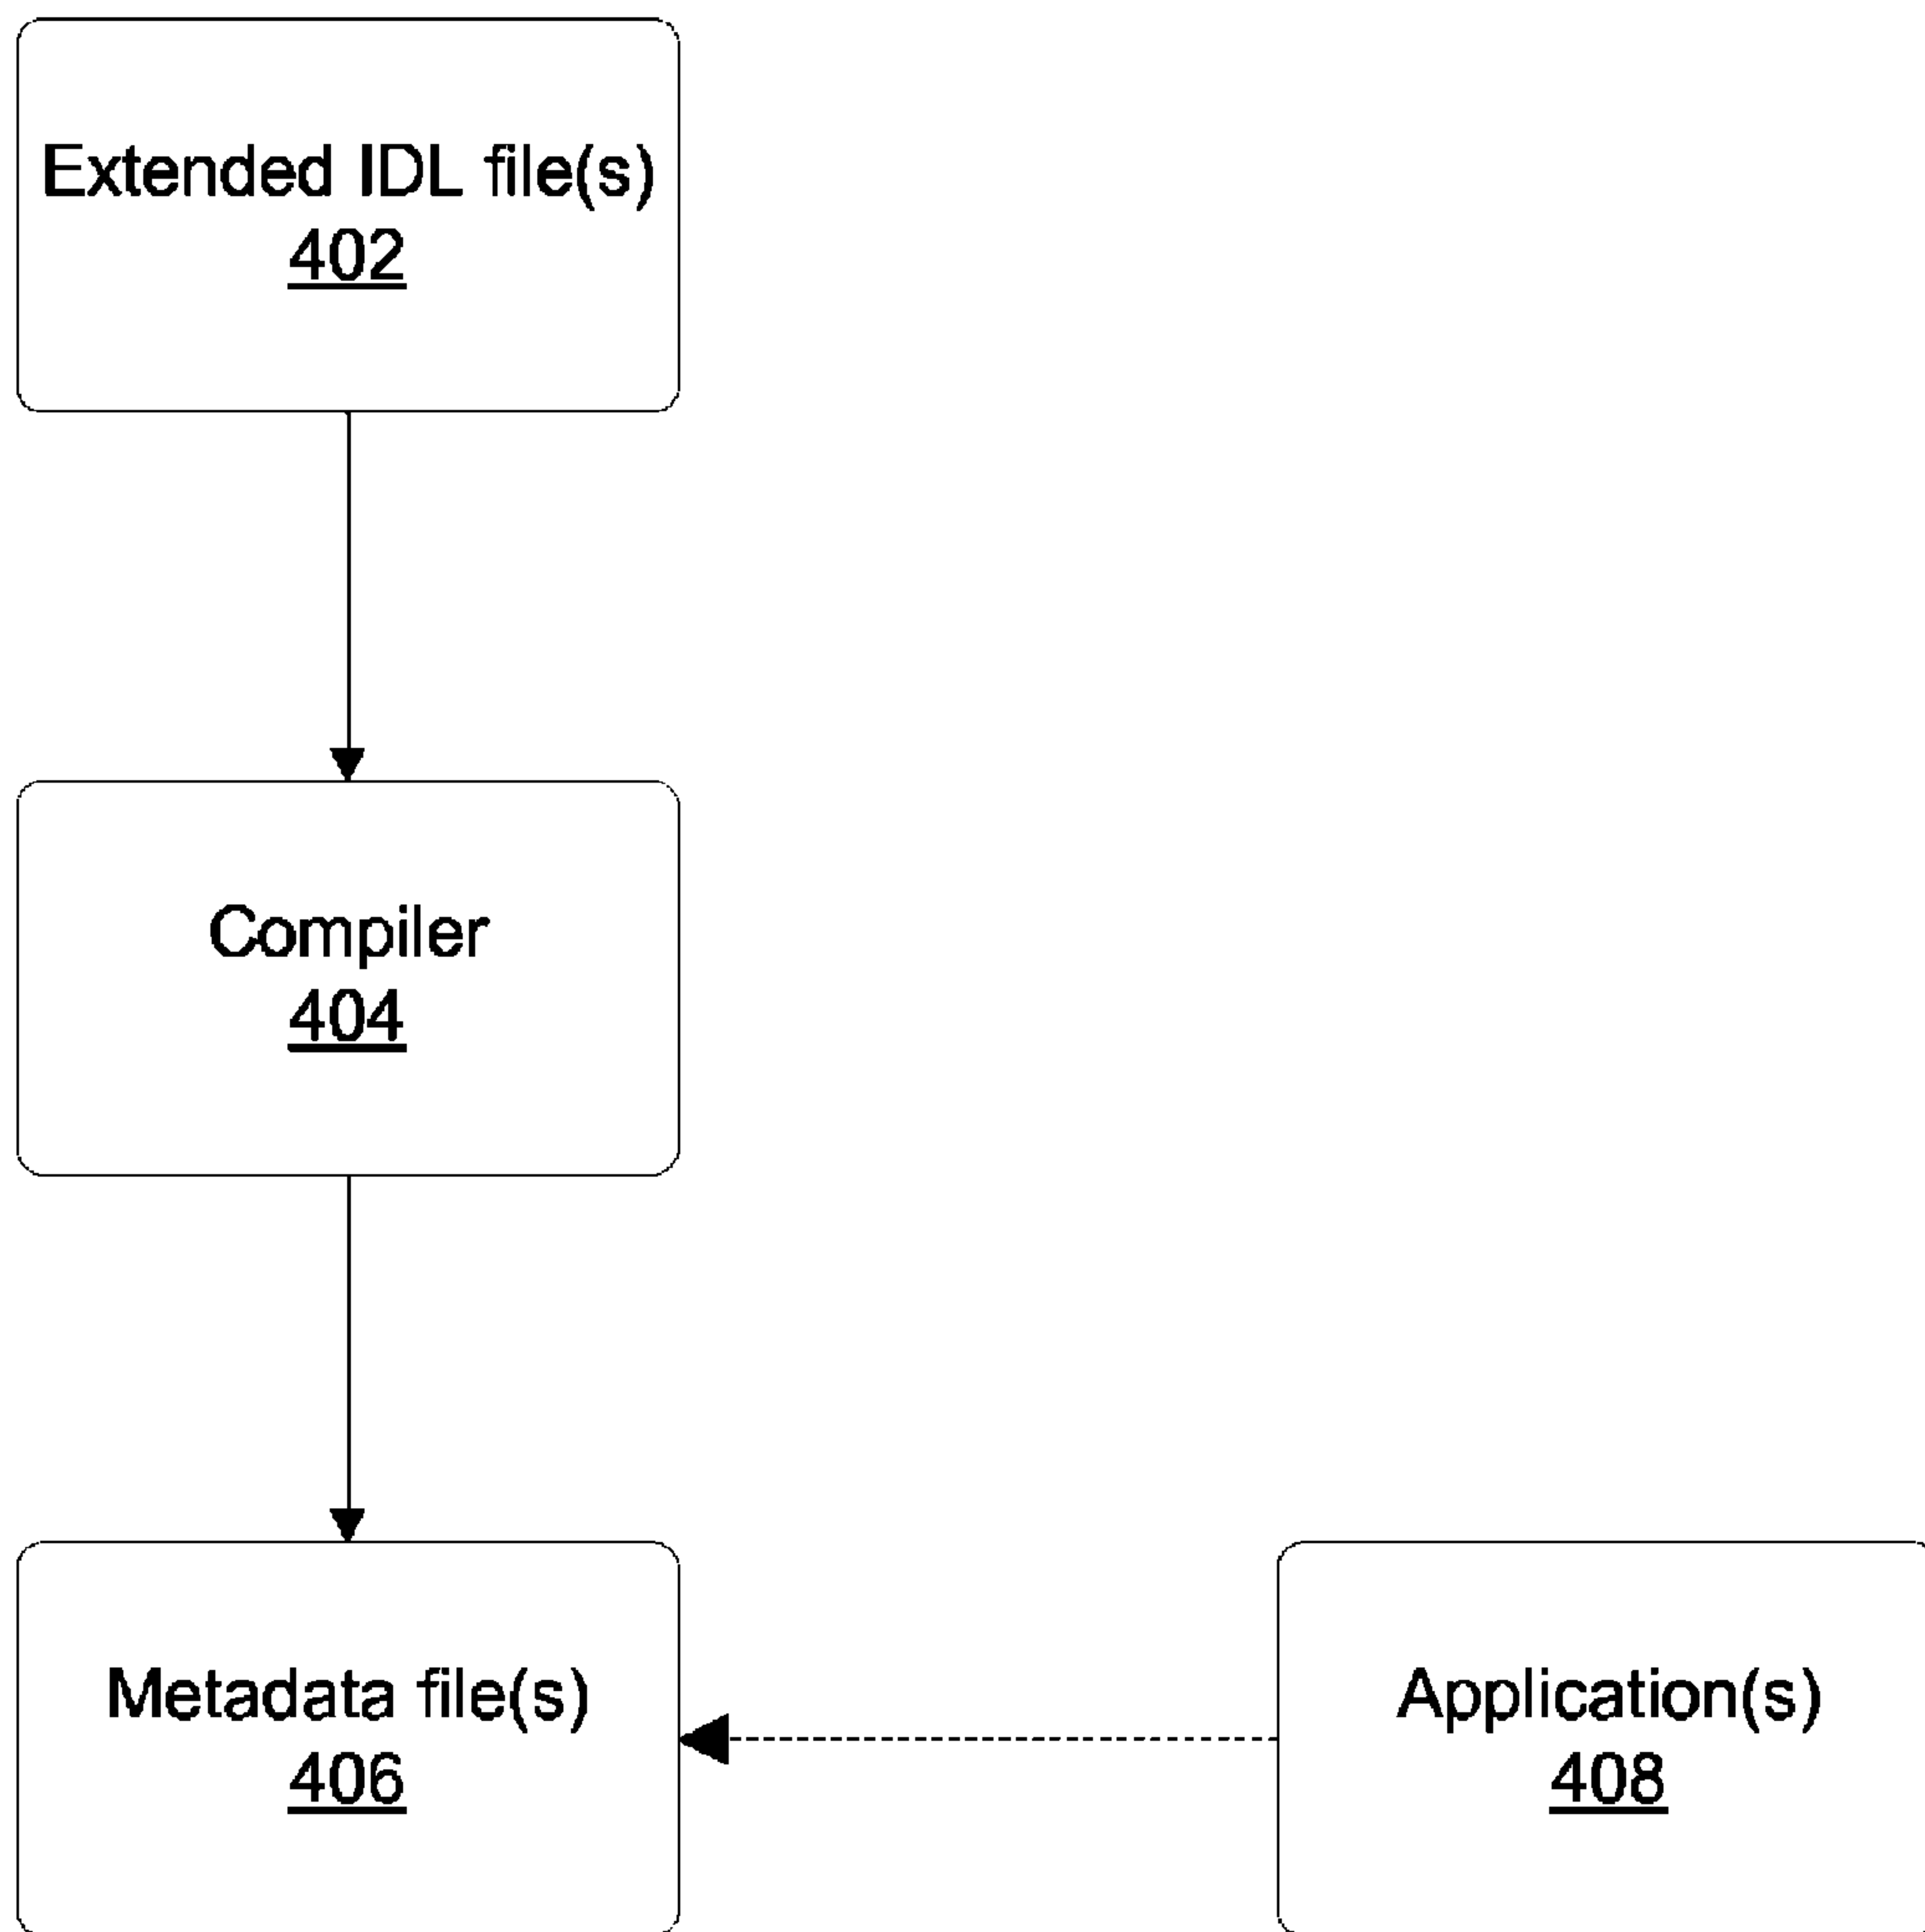 Extended IDL file(s)
402
Compiler
404
Metadata file(s)
406
Application(s)
408